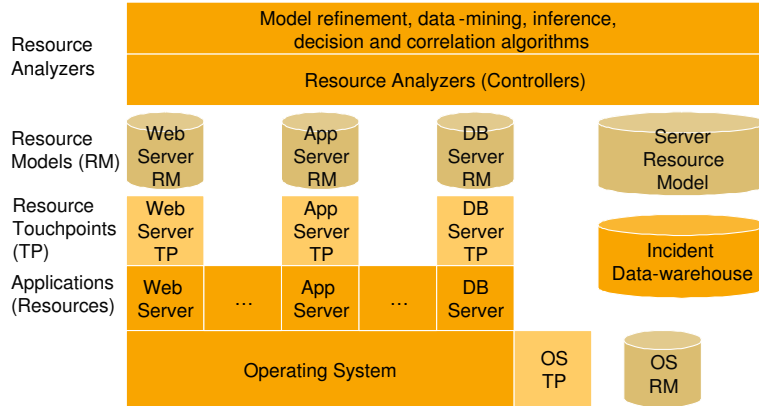 Model refinement, data-mining, inference,
decision and correlation algorithms
Resource
Analyzers
Resource Analyzers (Controllers)
Resource
Models (RM)
Web
Server
RM
App
Server
RM
DB
Server
RM
Server
Resource
Model
Resource
Touchpoints
(TP)
Web
Server
TP
App
Server
TP
DB
Server
TP
Incident
Data-warehouse
Applications
(Resources)
Web
Server
...
App
Server
...
DB
Server
Operating System
OS
TP
OS
RM